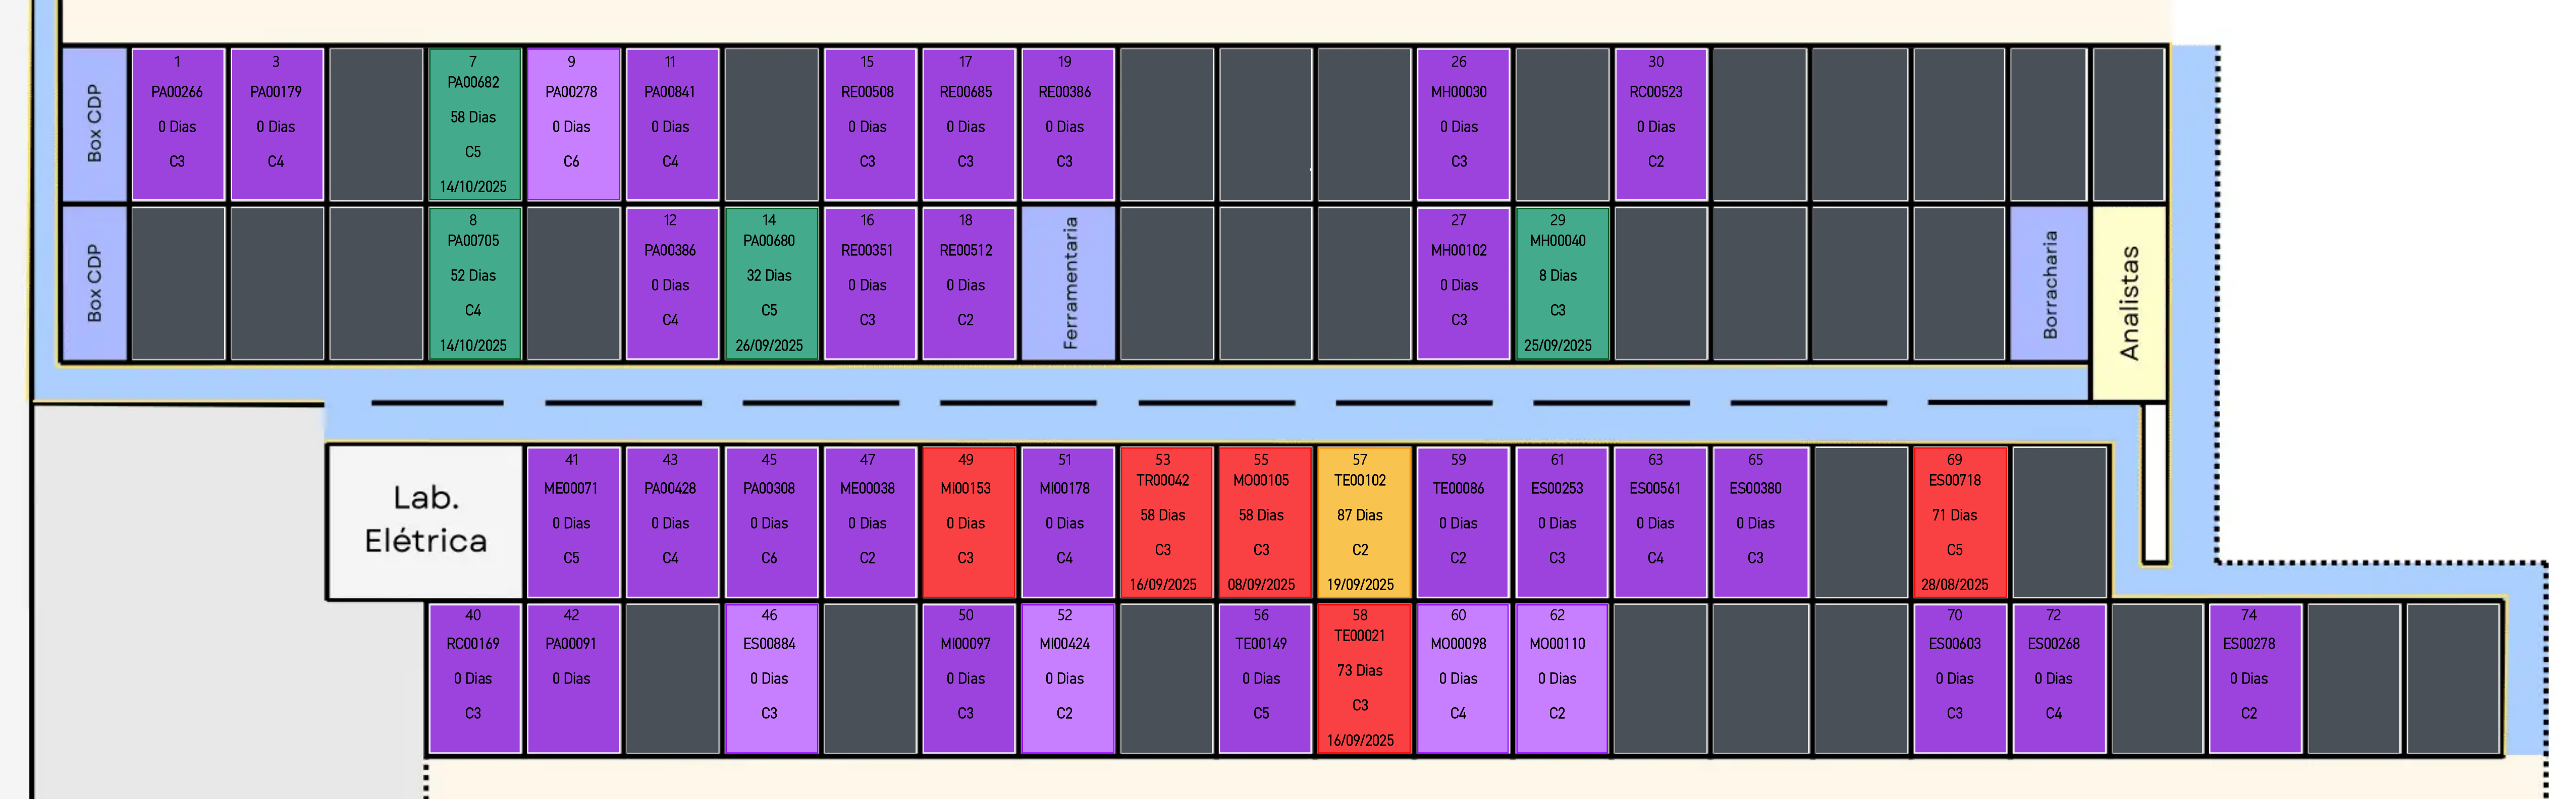 Box CDP
1
PA00266
0 Dias
C3
3
PA00179
0 Dias
C4
7
PA00682
58 Dias
C5
14/10/2025
9
PA00278
0 Dias
C6
11
PA00841
0 Dias
C4
15
RE00508
0 Dias
C3
17
RE00685
0 Dias
C3
19
RE00386
0 Dias
C3
26
MH00030
0 Dias
C3
30
RC00523
0 Dias
C2
Box CDP
8
PA00705
52 Dias
C4
14/10/2025
12
PA00386
0 Dias
C4
14
PA00680
32 Dias
C5
26/09/2025
16
RE00351
0 Dias
C3
18
RE00512
0 Dias
C2
Ferramentaria
27
MH00102
0 Dias
C3
29
MH00040
8 Dias
C3
25/09/2025
Borracharia
Analistas
Lab.
Elétrica
41
ME00071
0 Dias
C5
43
PA00428
0 Dias
C4
45
PA00308
0 Dias
C6
47
ME00038
0 Dias
C2
49
MI00153
0 Dias
C3
51
MI00178
0 Dias
C4
53
TR00042
58 Dias
C3
16/09/2025
55
MO00105
58 Dias
C3
08/09/2025
57
TE00102
87 Dias
C2
19/09/2025
59
TE00086
0 Dias
C2
61
ES00253
0 Dias
C3
63
ES00561
0 Dias
C4
65
ES00380
0 Dias
C3
69
ES00718
71 Dias
C5
28/08/2025
40
RC00169
0 Dias
C3
42
PA00091
0 Dias
46
ES00884
0 Dias
C3
50
MI00097
0 Dias
C3
52
MI00424
0 Dias
C2
56
TE00149
0 Dias
C5
58
TE00021
73 Dias
C3
16/09/2025
60
MO00098
0 Dias
C4
62
MO00110
0 Dias
C2
70
ES00603
0 Dias
C3
72
ES00268
0 Dias
C4
74
ES00278
0 Dias
C2